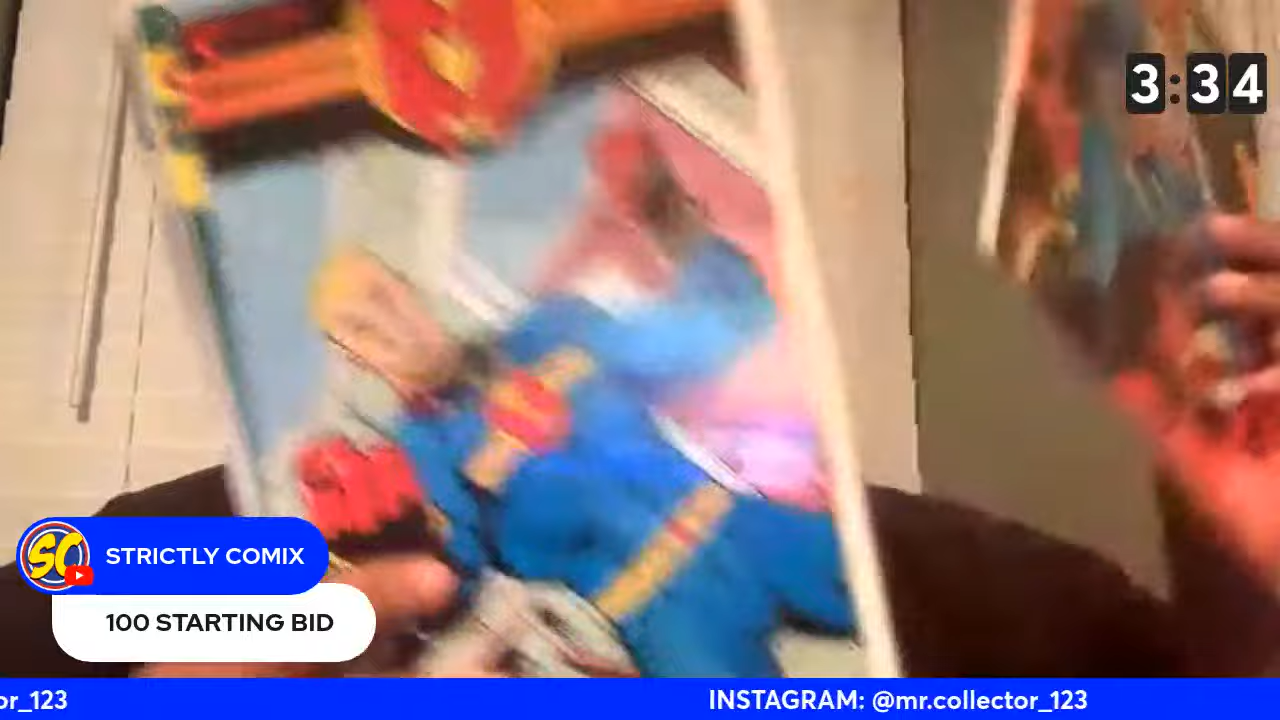 3:34
SC
STRICTLY COMIX
100 STARTING BID
or_123
INSTAGRAM: @mr.collector_123